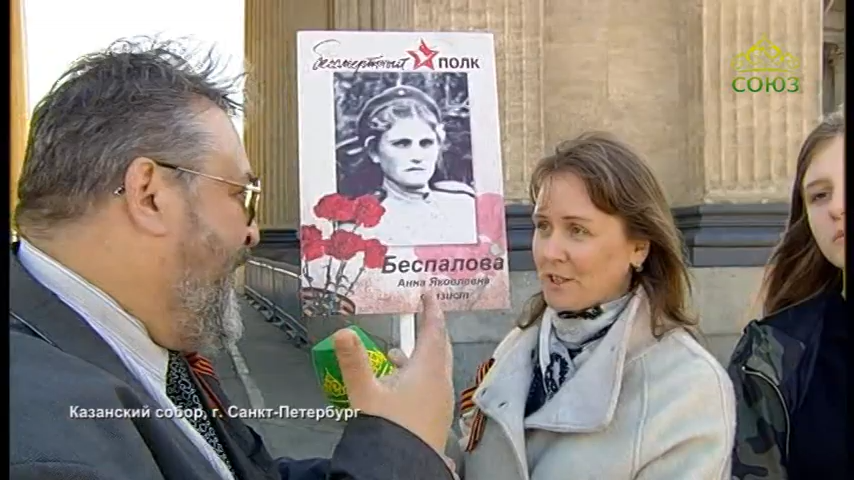 бессмертный ПОЛК
СОЮЗ
Беспалова
Анна Яковлевна
Казанский собор, г. Санкт-Петербург